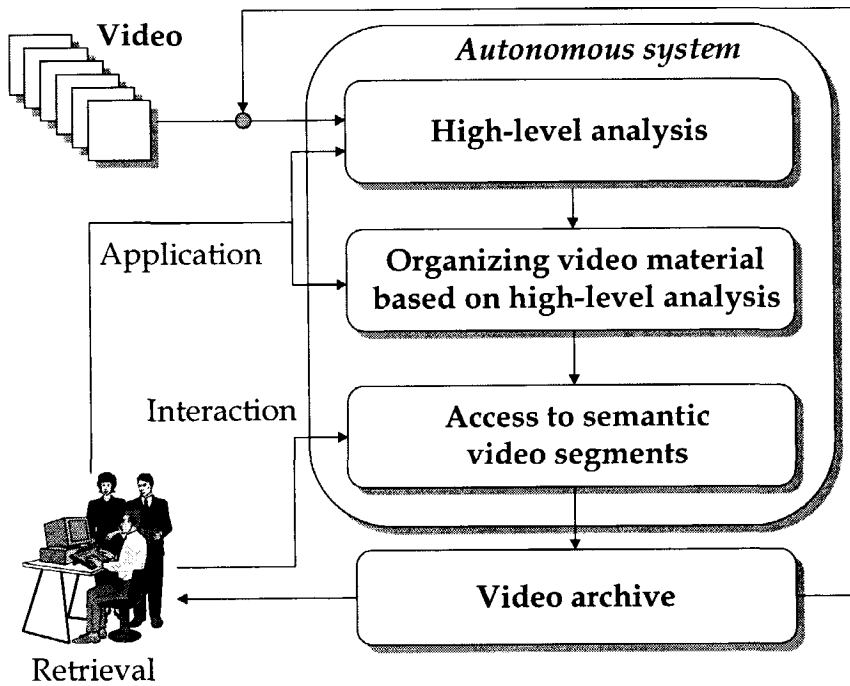 Video
Autonomous system
High-level analysis
Application
Organizing video material
based on high-level analysis
Interaction
Access to semantic
video segments
Video archive
Retrieval